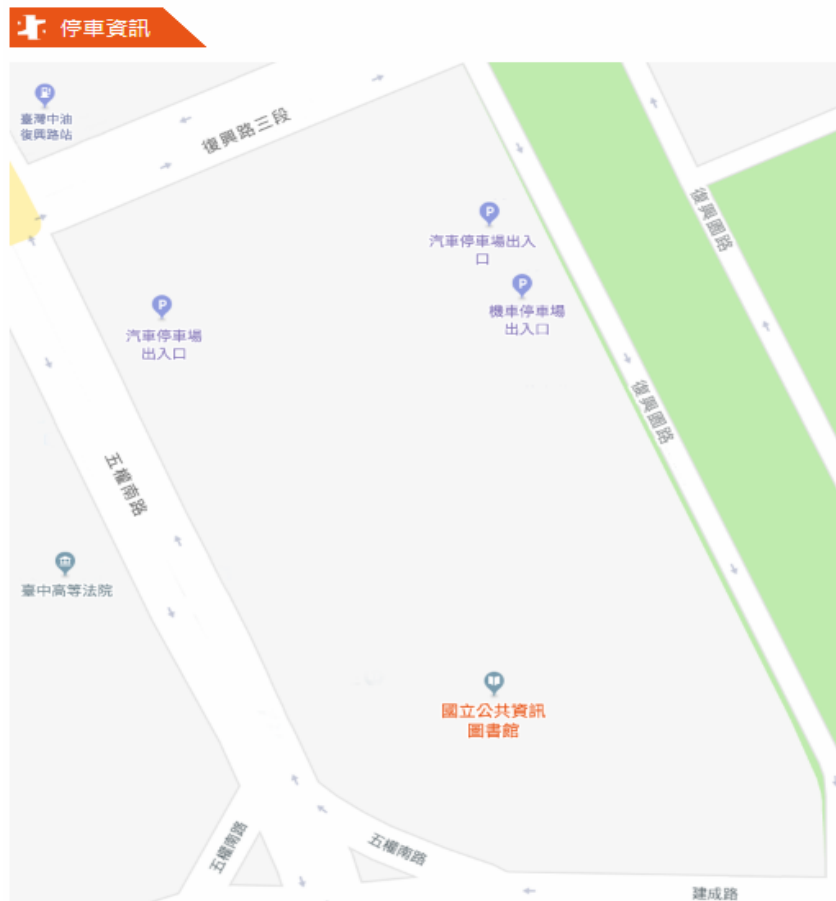 停車資訊
臺灣中油
復興路站
復興路三段
復興園路
汽車停車場出入
口
機車停車場
出入口
汽車停車場
出入口
復興園路
五權南路
臺中高等法院
國立公共資訊
圖書館
五權南路
五權南路
建成路